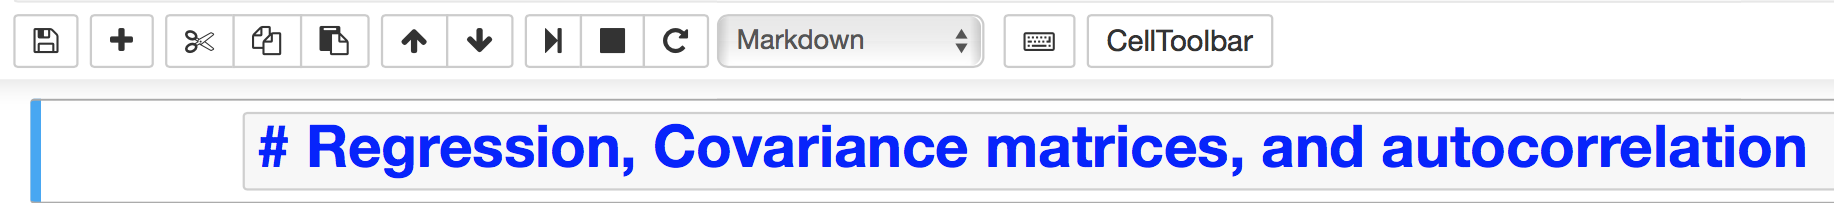 Markdown CellToolbar
# Regression, Covariance matrices, and autocorrelation